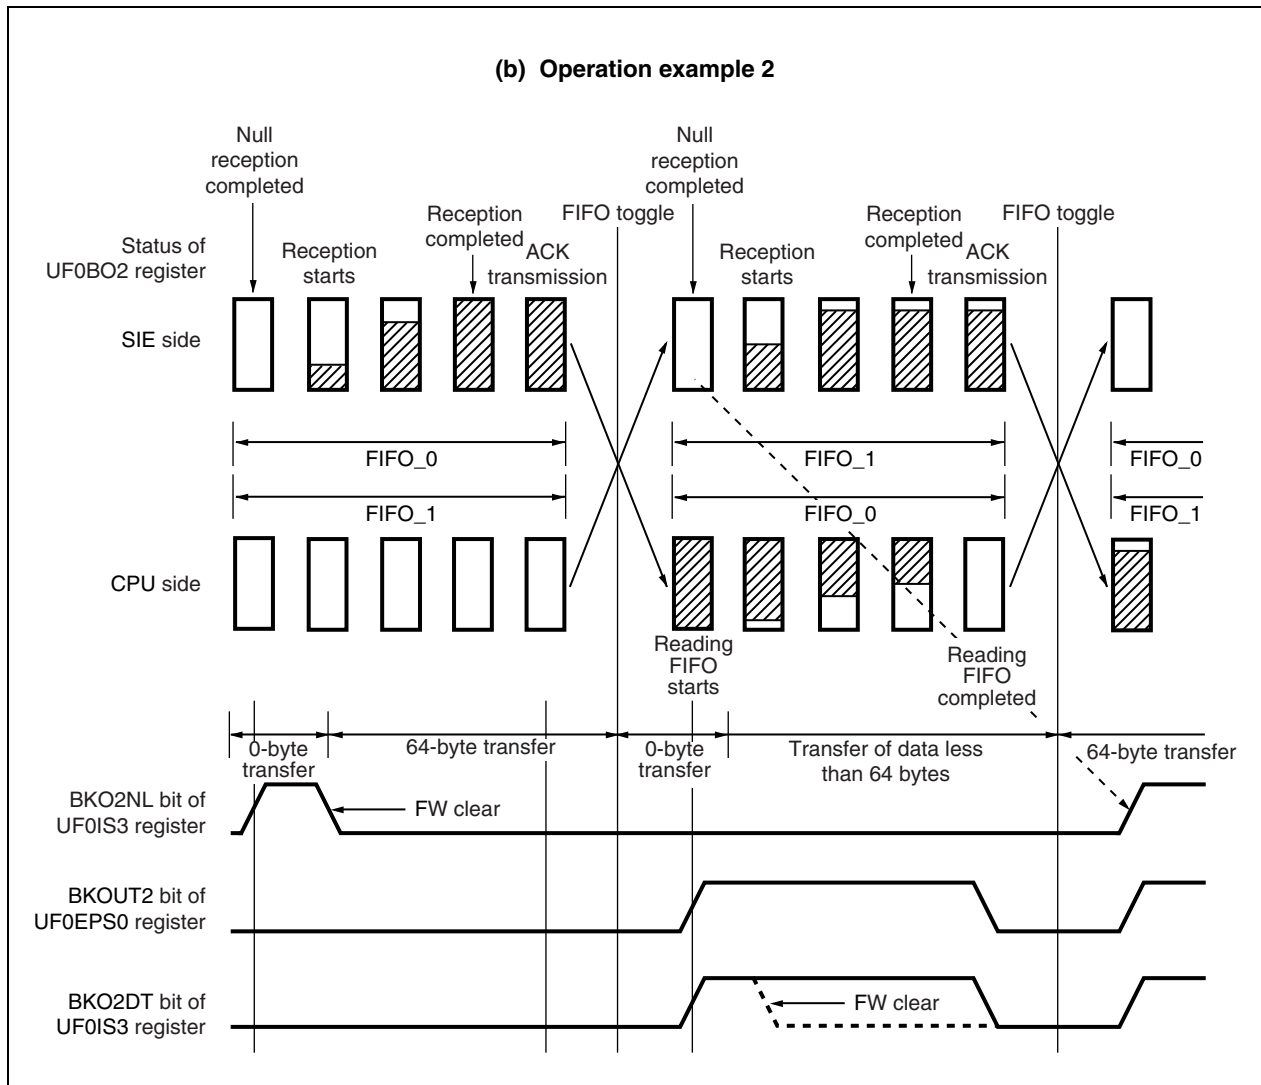 (b) Operation example 2
Null
reception
completed
Null
reception
completed
Reception
completed
FIFO toggle
Reception
completed
FIFO toggle
Status of
UF0BO2 register
Reception
starts
ACK
transmission
Reception
starts
ACK
transmission
SIE side
FIFO_0
FIFO_1
FIFO_0
FIFO_1
FIFO_0
FIFO_1
CPU side
Reading
FIFO
starts
Reading
FIFO
completed
0-byte
transfer
64-byte transfer
0-byte
transfer
Transfer of data less
than 64 bytes
64-byte transfer
BKO2NL bit of
UF0IS3 register
FW clear
BKOUT2 bit of
UF0EPS0 register
BKO2DT bit of
UF0IS3 register
FW clear